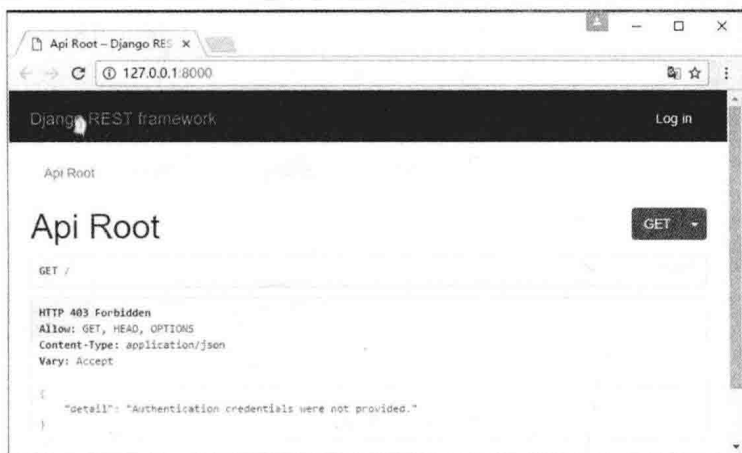 Api Root – Django RES
127.0.0.1:8000
Django REST framework
Log in
Api Root
Api Root
GET
GET /
HTTP 403 Forbidden
Allow: GET, HEAD, OPTIONS
Content-Type: application/json
Vary: Accept
{
"detail": "Authentication credentials were not provided."
}